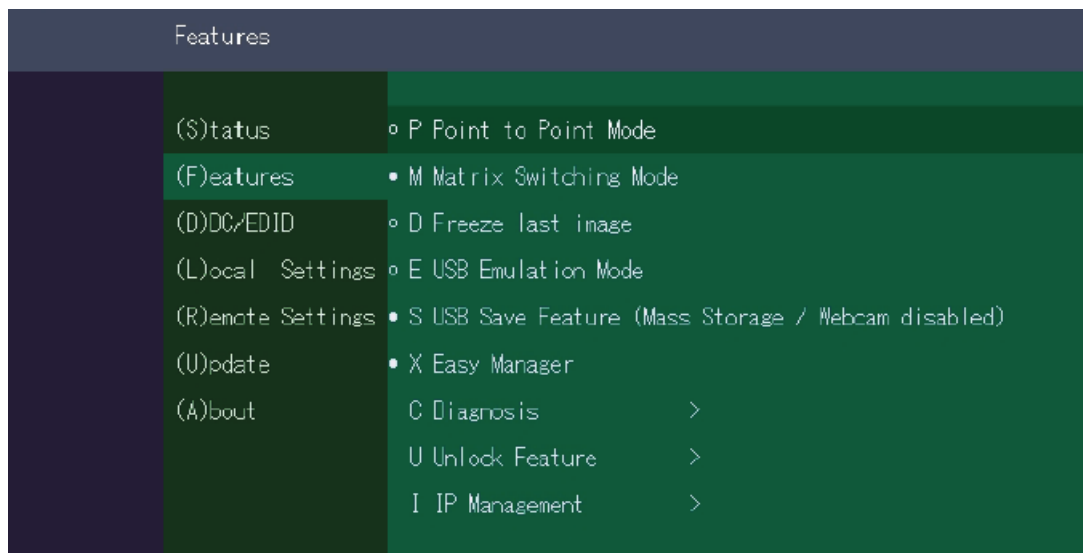 Features
(S)tatus
(F)eatures
(D)DC/EDID
(L)ocal Settings
(R)emote Settings
(U)pdate
(A)bout
P Point to Point Mode
M Matrix Switching Mode
D Freeze last image
E USB Emulation Mode
S USB Save Feature (Mass Storage / Webcam disabled)
X Easy Manager
C Diagnosis >
U Unlock Feature >
I IP Management >